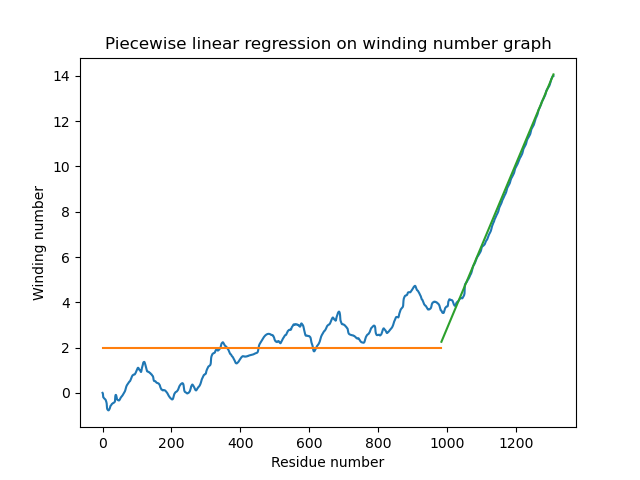 Piecewise linear regression on winding number graph
14
12
10
8
6
4
2
0
Winding number
0 200 400 600 800 1000 1200
Residue number